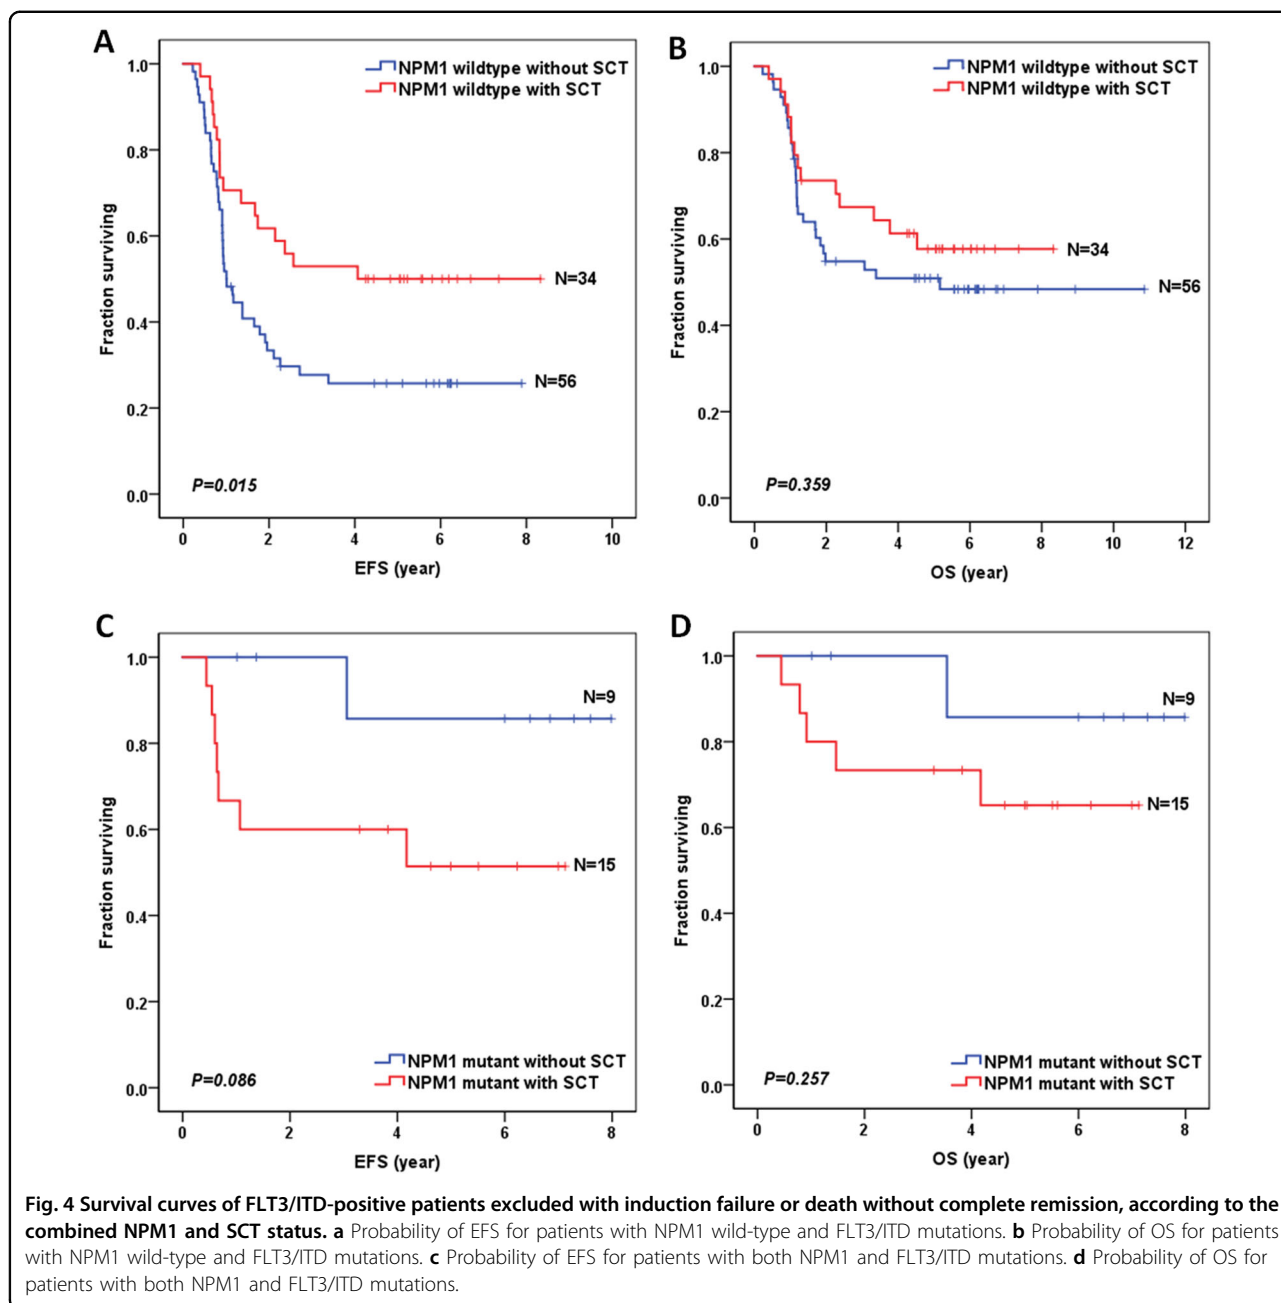 A
NPM1 wildtype without SCT
NPM1 wildtype with SCT
Fraction surviving
1.0
0.8
0.6
0.4
0.2
0.0
N=34
N=56
P=0.015
0 2 4 6 8 10
EFS (year)
B
NPM1 wildtype without SCT
NPM1 wildtype with SCT
Fraction surviving
1.0
0.8
0.6
0.4
0.2
0.0
N=34
N=56
P=0.359
0 2 4 6 8 10 12
OS (year)
C
Fraction surviving
1.0
0.8
0.6
0.4
0.2
0.0
N=9
N=15
NPM1 mutant without SCT
NPM1 mutant with SCT
P=0.086
0 2 4 6 8
EFS (year)
D
Fraction surviving
1.0
0.8
0.6
0.4
0.2
0.0
N=9
N=15
NPM1 mutant without SCT
NPM1 mutant with SCT
P=0.257
0 2 4 6 8
OS (year)
Fig. 4 Survival curves of FLT3/ITD-positive patients excluded with induction failure or death without complete remission, according to the
combined NPM1 and SCT status. a Probability of EFS for patients with NPM1 wild-type and FLT3/ITD mutations. b Probability of OS for patients
with NPM1 wild-type and FLT3/ITD mutations. c Probability of EFS for patients with both NPM1 and FLT3/ITD mutations. d Probability of OS for
patients with both NPM1 and FLT3/ITD mutations.